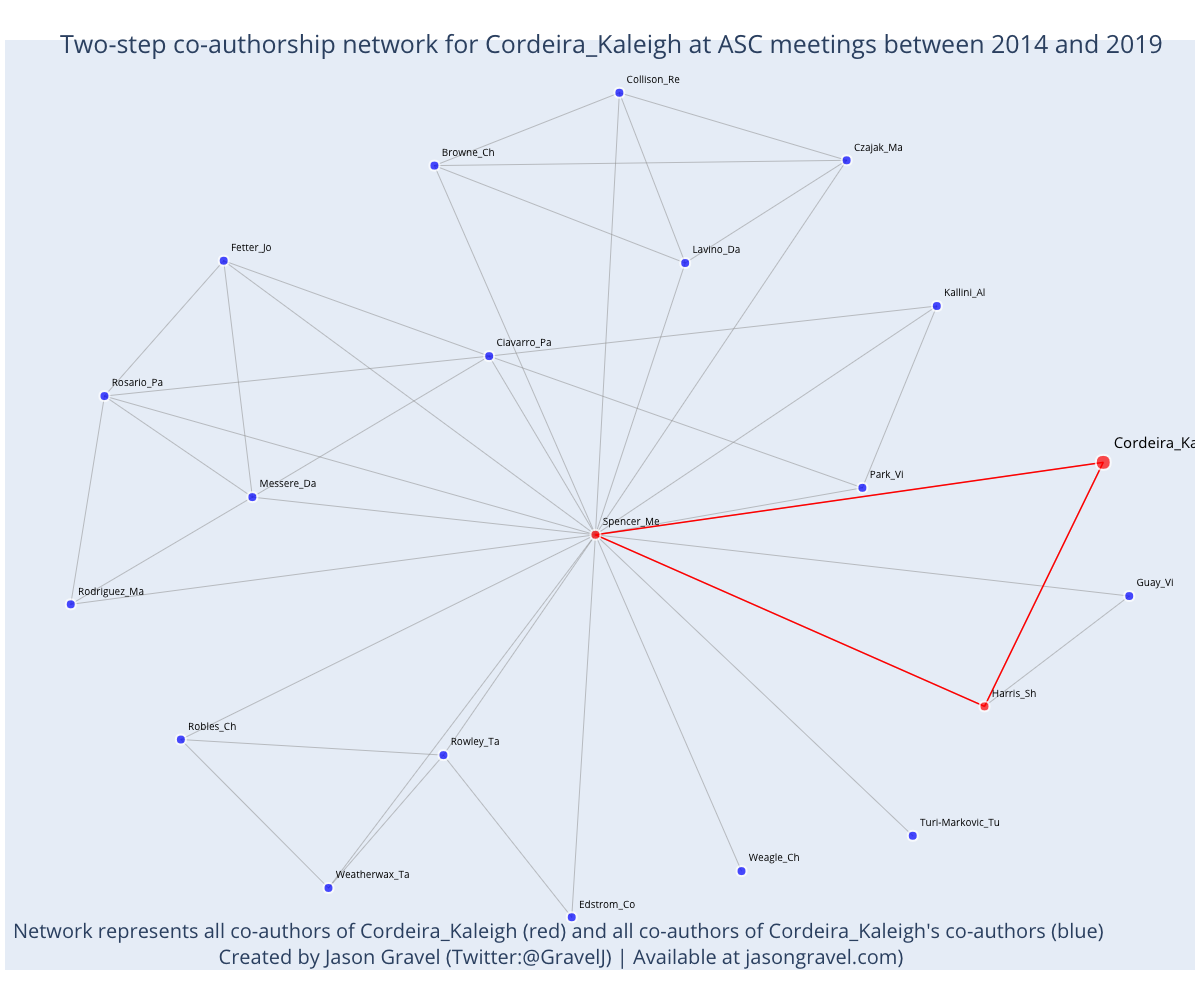 Two-step co-authorship network for Cordeira_Kaleigh at ASC meetings between 2014 and 2019
Collison_Re
Browne_Ch
Czajak_Ma
Fetter_Jo
Lavino_Da
Kallini_Al
Ciavarro_Pa
Rosario_Pa
Cordeira_Ka
Park_Vi
Messere_Da
Spencer_Me
Guay_Vi
Rodriguez_Ma
Harris_Sh
Robles_Ch
Rowley_Ta
Turi-Markovic_Tu
Weagle_Ch
Weatherwax_Ta
Edstrom_Co
Network represents all co-authors of Cordeira_Kaleigh (red) and all co-authors of Cordeira_Kaleigh's co-authors (blue)
Created by Jason Gravel (Twitter:@GravelJ) | Available at jasongravel.com)